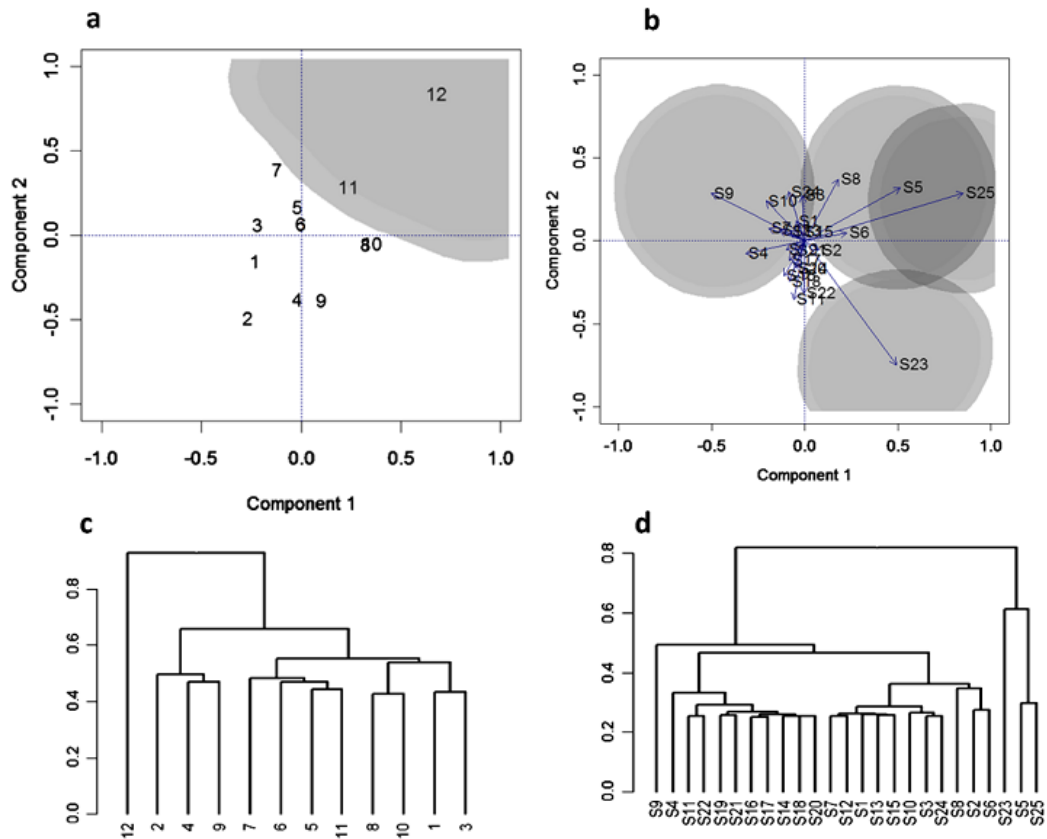 a
1.0
0.5
0.0
-0.5
-1.0
Component 2
12
7
11
5
3
6
80
1
4
9
2
-1.0
-0.5
0.0
0.5
1.0
Component 1
b
1.0
0.5
0.0
-0.5
-1.0
Component 2
S9
S10
S24
S8
S5
S25
S1
S6
S4
S2
S22
S11
S23
-1.0
-0.5
0.0
0.5
1.0
Component 1
c
0.8
0.6
0.4
0.2
0.0
12
2
4
9
7
6
5
11
8
10
1
3
d
0.8
0.6
0.4
0.2
0.0
S9
S4
S11
S22
S19
S21
S16
S17
S14
S18
S20
S7
S12
S1
S13
S15
S10
S3
S24
S8
S2
S6
S23
S5
S25